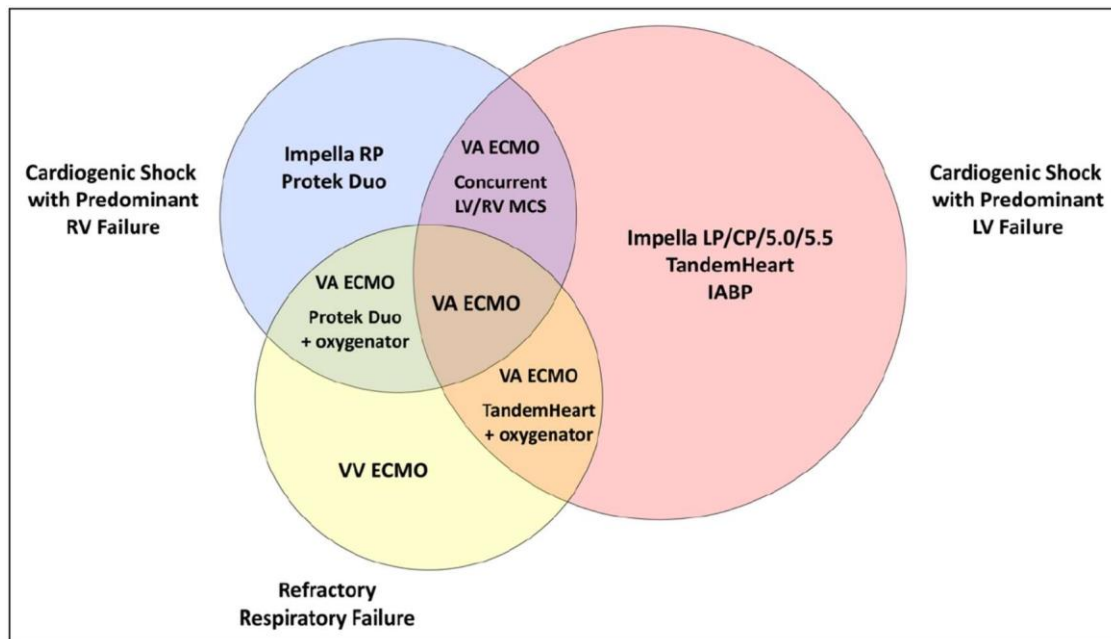 Cardiogenic Shock
with Predominant
RV Failure
Impella RP
Protek Duo
VA ECMO
Concurrent
LV/RV MCS
Impella LP/CP/5.0/5.5
TandemHeart
IABP
Cardiogenic Shock
with Predominant
LV Failure
VA ECMO
Protek Duo
+ oxygenator
VA ECMO
VA ECMO
TandemHeart
+ oxygenator
VV ECMO
Refractory
Respiratory Failure